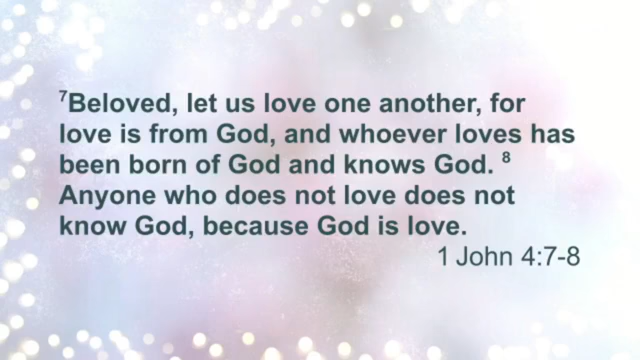 ⁷Beloved, let us love one another, for
love is from God, and whoever loves has
been born of God and knows God. ⁸
Anyone who does not love does not
know God, because God is love.
1 John 4:7-8